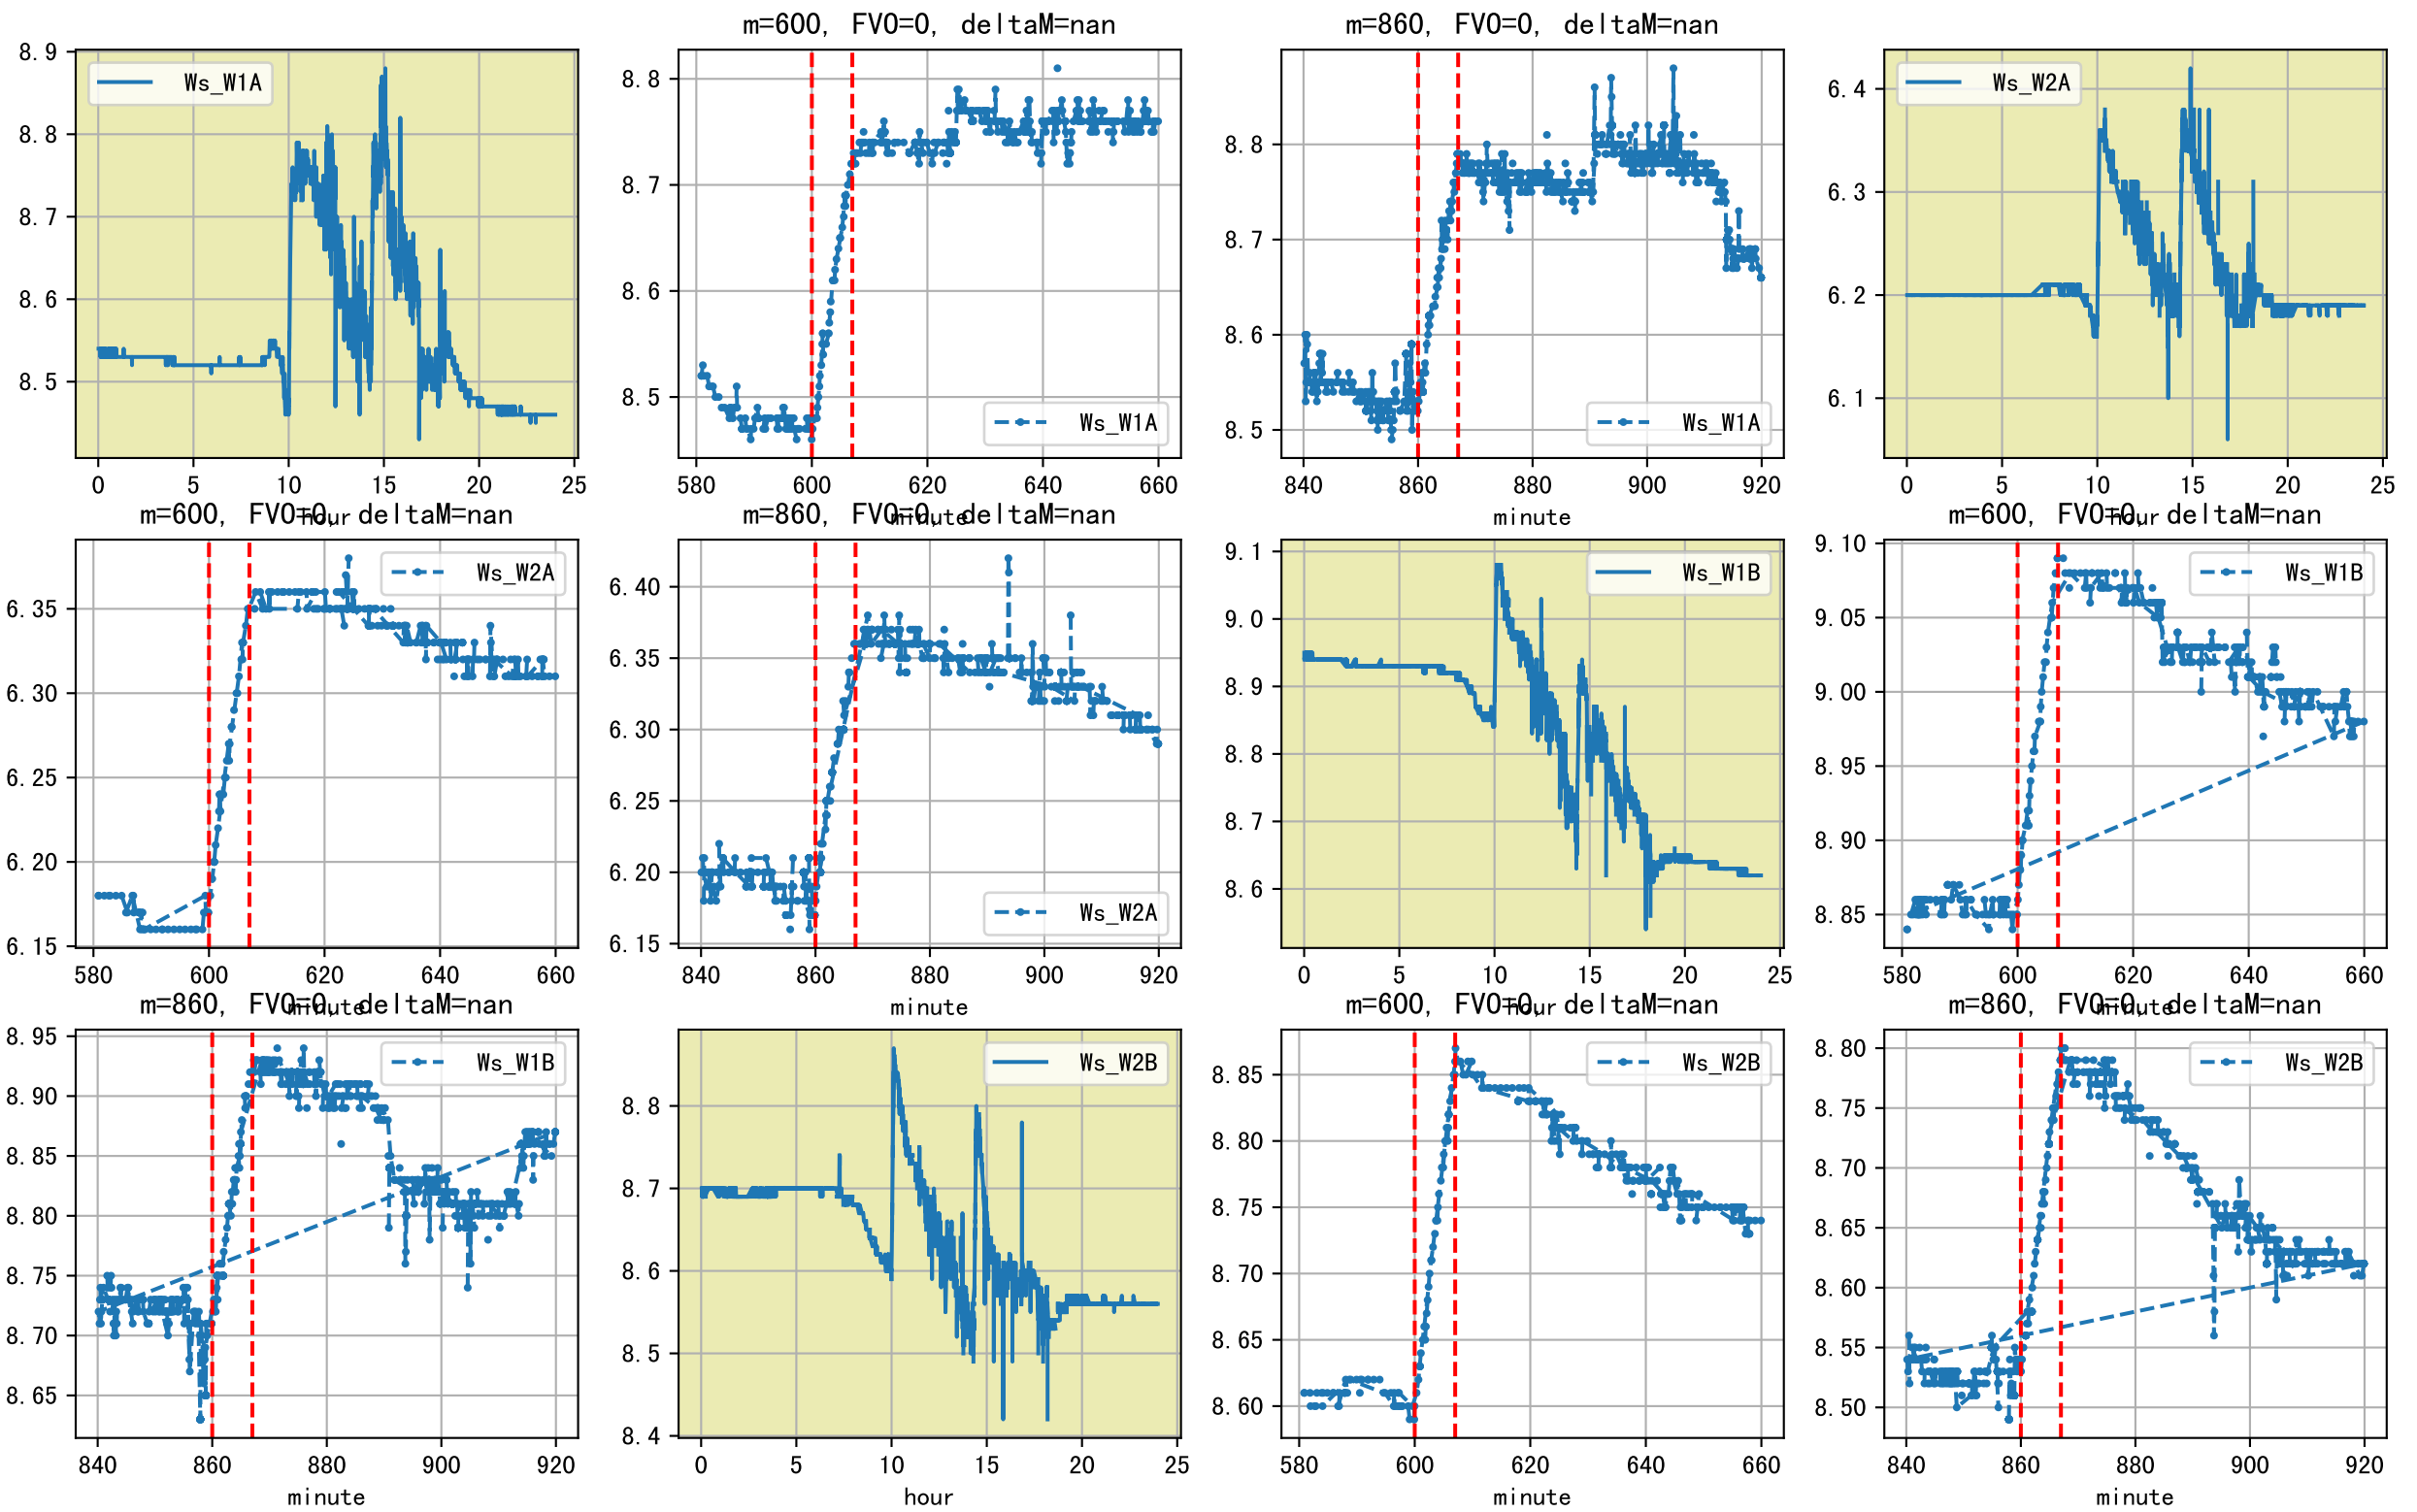 m=600, FV0=0, deltaM=nan
m=860, FV0=0, deltaM=nan
8.9
8.8
8.7
8.6
8.5
Ws_W1A
0 5 10 15 20 25
hour
8.8
8.7
8.6
8.5
Ws_W1A
580 600 620 640 660
minute
8.8
8.7
8.6
8.5
Ws_W1A
840 860 880 900 920
minute
6.4
6.3
6.2
6.1
Ws_W2A
0 5 10 15 20 25
hour
m=600, FV0=0, deltaM=nan
6.35
6.30
6.25
6.20
6.15
Ws_W2A
580 600 620 640 660
minute
m=860, FV0=0, deltaM=nan
6.40
6.35
6.30
6.25
6.20
6.15
Ws_W2A
840 860 880 900 920
minute
9.1
9.0
8.9
8.8
8.7
8.6
Ws_W1B
0 5 10 15 20 25
hour
m=600, FV0=0, deltaM=nan
9.10
9.05
9.00
8.95
8.90
8.85
Ws_W1B
580 600 620 640 660
minute
m=860, FV0=0, deltaM=nan
8.95
8.90
8.85
8.80
8.75
8.70
8.65
Ws_W1B
840 860 880 900 920
minute
8.8
8.7
8.6
8.5
8.4
Ws_W2B
0 5 10 15 20 25
hour
m=600, FV0=0, deltaM=nan
8.85
8.80
8.75
8.70
8.65
8.60
Ws_W2B
580 600 620 640 660
minute
m=860, FV0=0, deltaM=nan
8.80
8.75
8.70
8.65
8.60
8.55
8.50
Ws_W2B
840 860 880 900 920
minute